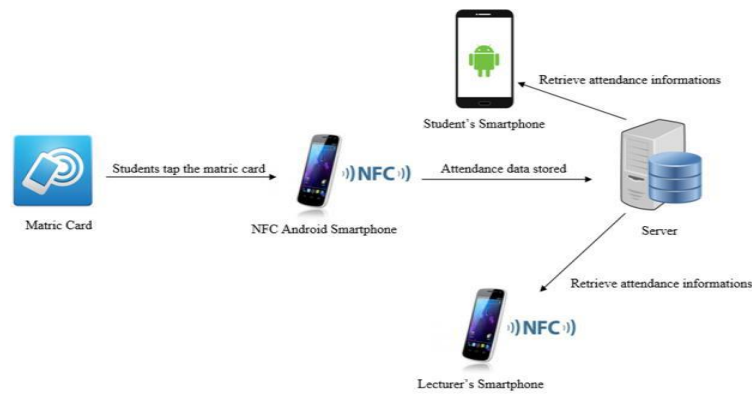 Retrieve attendance informations
Student's Smartphone
Students tap the matric card
NFC
Attendance data stored
Matric Card
NFC Android Smartphone
Server
Retrieve attendance informations
NFC
Lecturer's Smartphone